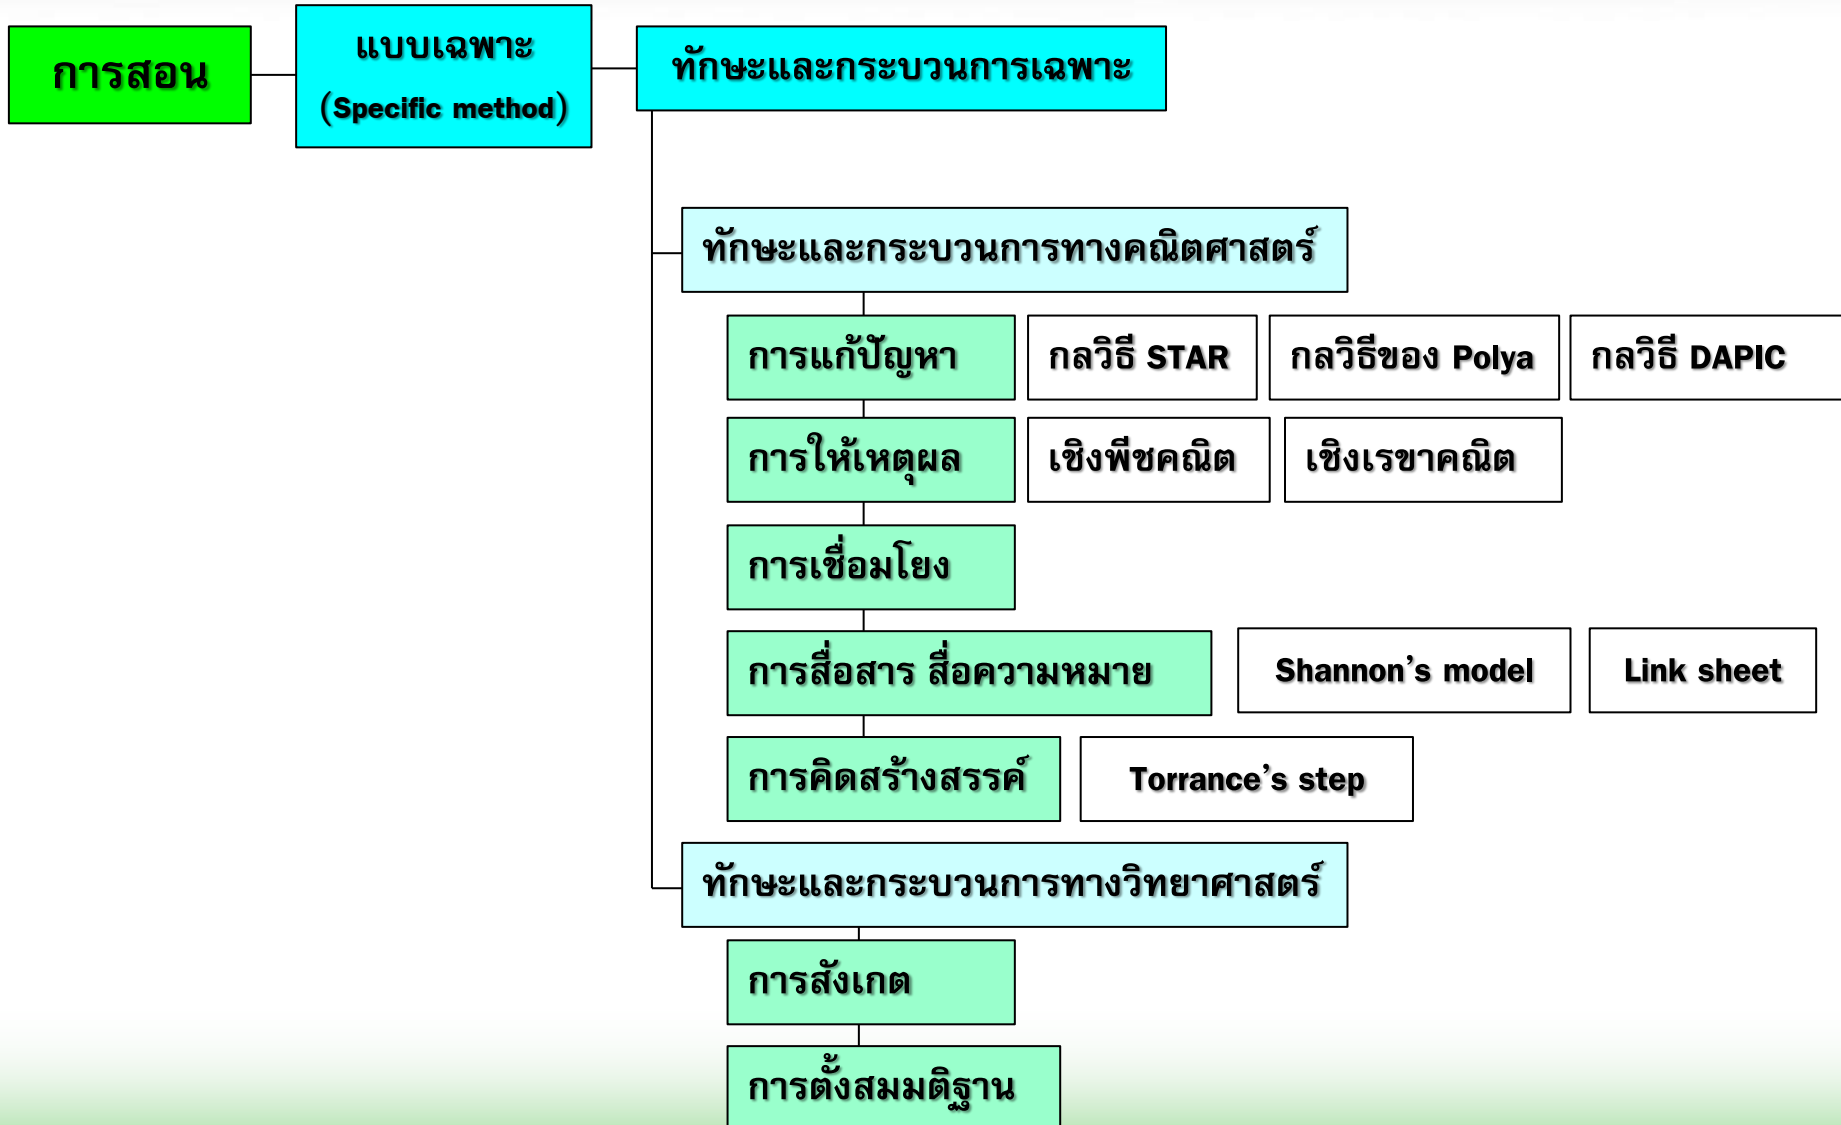 การสอน
แบบเฉพาะ
(Specific method)
ทักษะและกระบวนการเฉพาะ
ทักษะและกระบวนการทางคณิตศาสตร์
การแก้ปัญหา
กลวิธี STAR
กลวิธีของ Polya
กลวิธี DAPIC
การให้เหตุผล
เชิงพีชคณิต
เชิงเรขาคณิต
การเชื่อมโยง
การสื่อสาร สื่อความหมาย
Shannon’s model
Link sheet
การคิดสร้างสรรค์
Torrance’s step
ทักษะและกระบวนการทางวิทยาศาสตร์
การสังเกต
การตั้งสมมติฐาน